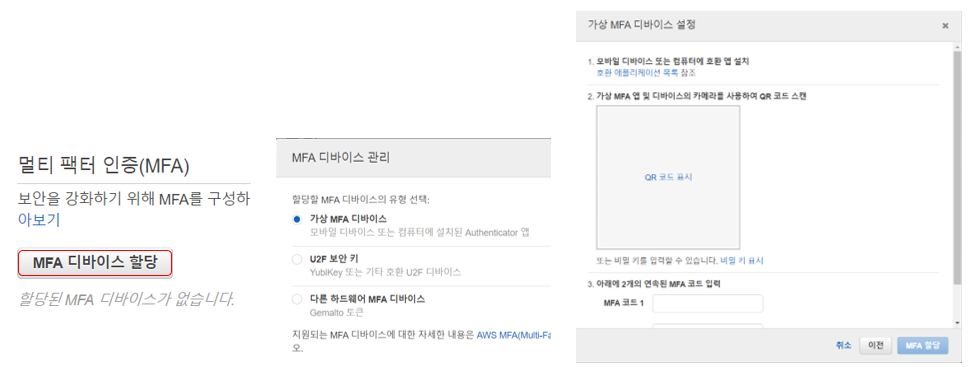 멀티 팩터 인증(MFA)
보안을 강화하기 위해 MFA를 구성하
아보기
MFA 디바이스 할당
할당된 MFA 디바이스가 없습니다.
MFA 디바이스 관리
할당할 MFA 디바이스의 유형 선택:
가상 MFA 디바이스
모바일 디바이스 또는 컴퓨터에 설치된 Authenticator 앱
U2F 보안 키
YubiKey 또는 기타 호환 U2F 디바이스
다른 하드웨어 MFA 디바이스
Gemalto 토큰
지원되는 MFA 디바이스에 대한 자세한 내용은 AWS MFA(Multi-Fa
오.
가상 MFA 디바이스 설정
1. 모바일 디바이스 또는 컴퓨터에 호환 앱 설치
호환 애플리케이션 목록 참조
2. 가상 MFA 앱 및 디바이스의 카메라를 사용하여 QR 코드 스캔
QR 코드 표시
또는 비밀 키를 입력할 수 있습니다. 비밀 키 표시
3. 아래에 2개의 연속된 MFA 코드 입력
MFA 코드 1
취소 이전 MFA 할당